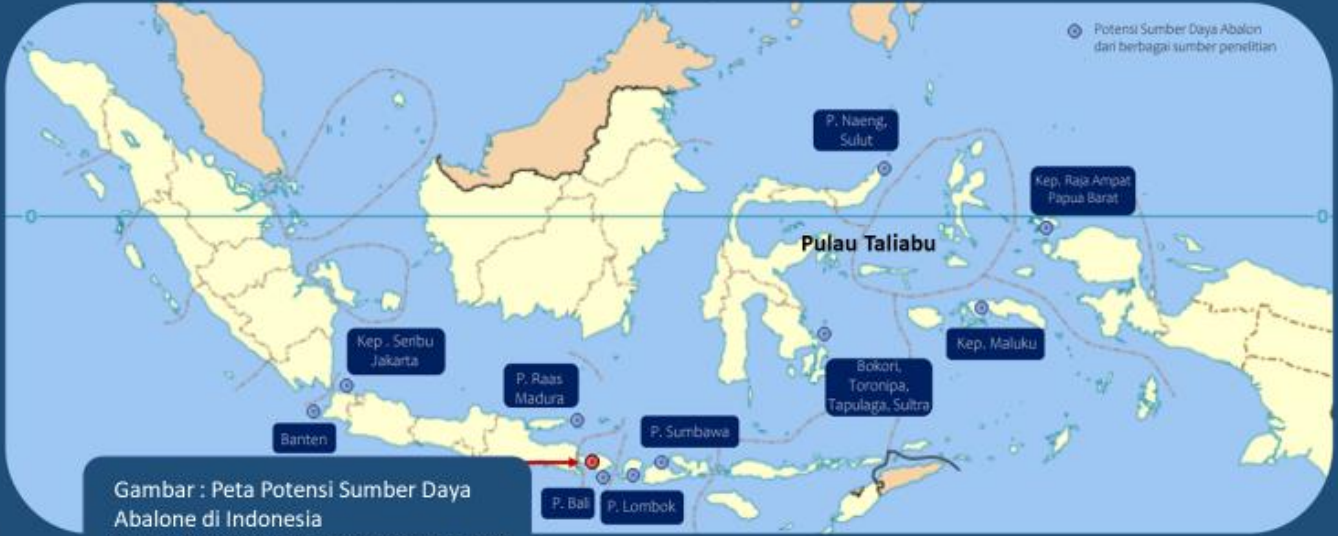 Potensi Sumber Daya Abalon
dari berbagai sumber penelitian
P. Naeng,
Sulut
Kep. Raja Ampat
Papua Barat
0
0
Pulau Taliabu
Kep . Seribu
Jakarta
Kep. Maluku
P. Raas
Madura
Bokori,
Toronipa,
Tapulaga, Sultra
Banten
P. Sumbawa
P. Bali
P. Lombok
Gambar : Peta Potensi Sumber Daya
Abalone di Indonesia